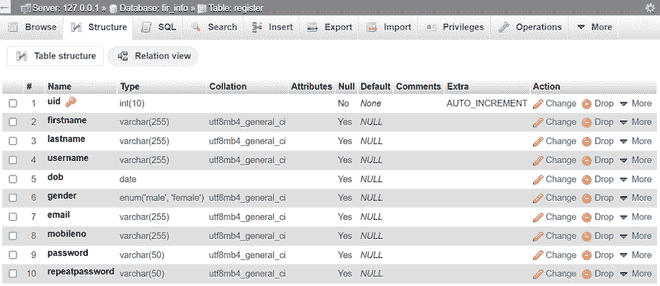 Server: 127.0.0.1 » Database: fir_info » Table: register
Browse Structure SQL Search Insert Export Import Privileges Operations More
Table structure Relation view
# Name Type Collation Attributes Null Default Comments Extra Action
1 uid int(10) No None AUTO_INCREMENT Change Drop More
2 firstname varchar(255) utf8mb4_general_ci Yes NULL Change Drop More
3 lastname varchar(255) utf8mb4_general_ci Yes NULL Change Drop More
4 username varchar(255) utf8mb4_general_ci Yes NULL Change Drop More
5 dob date Yes NULL Change Drop More
6 gender enum('male', 'female') utf8mb4_general_ci Yes NULL Change Drop More
7 email varchar(255) utf8mb4_general_ci Yes NULL Change Drop More
8 mobileno varchar(255) utf8mb4_general_ci Yes NULL Change Drop More
9 password varchar(50) utf8mb4_general_ci Yes NULL Change Drop More
10 repeatpassword varchar(50) utf8mb4_general_ci Yes NULL Change Drop More